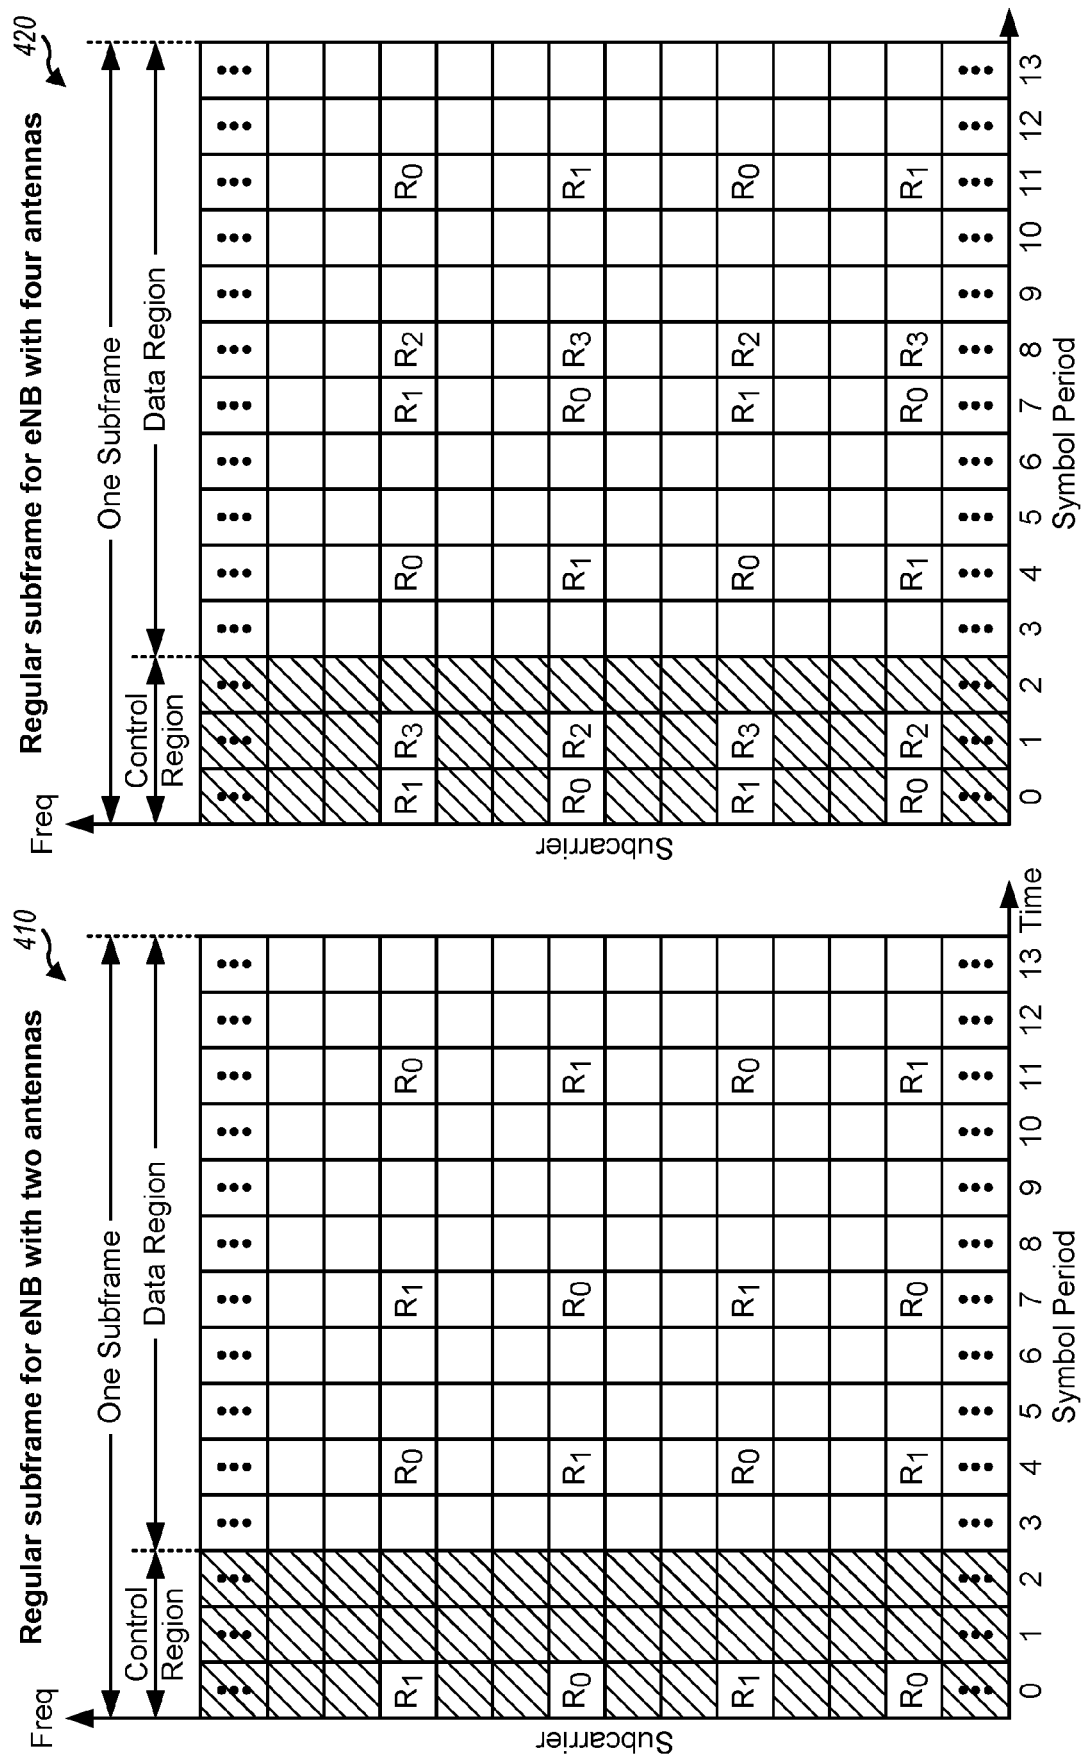 Regular subframe for eNB with two antennas
410
Freq
One Subframe
Control
Region
Data Region
R1 R0 R1 R0
R0 R1 R0 R1
R1 R0 R1 R0
R0 R1 R0 R1
Subcarrier
0 1 2 3 4 5 6 7 8 9 10 11 12 13
Time
Symbol Period
Regular subframe for eNB with four antennas
420
Freq
One Subframe
Control
Region
Data Region
R1 R3 R0 R1 R2 R0
R0 R2 R1 R0 R3 R1
R1 R3 R0 R1 R2 R0
R0 R2 R1 R0 R3 R1
Subcarrier
0 1 2 3 4 5 6 7 8 9 10 11 12 13
Symbol Period